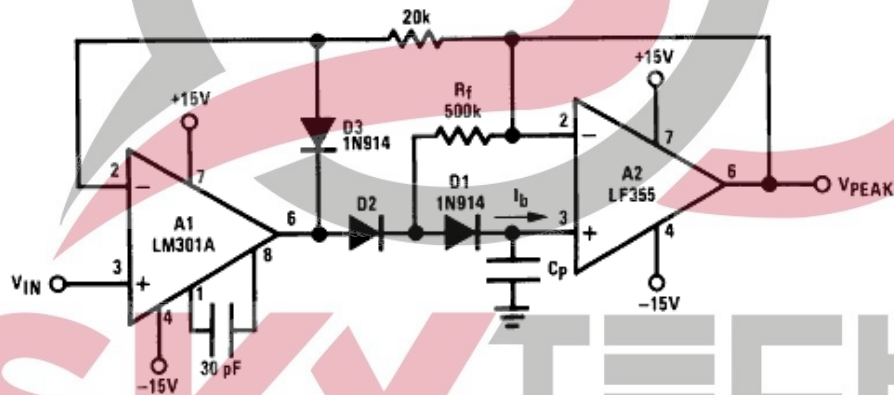 20k
+15V
+15V
Rf
500k
2
7
D3
1N914
7
2
D1
1N914
Ib
A2
LF355
6
VPEAK
A1
LM301A
6
D2
3
8
4
VIN
3
CP
-15V
1
4
30 pF
-15V
SKYTECH